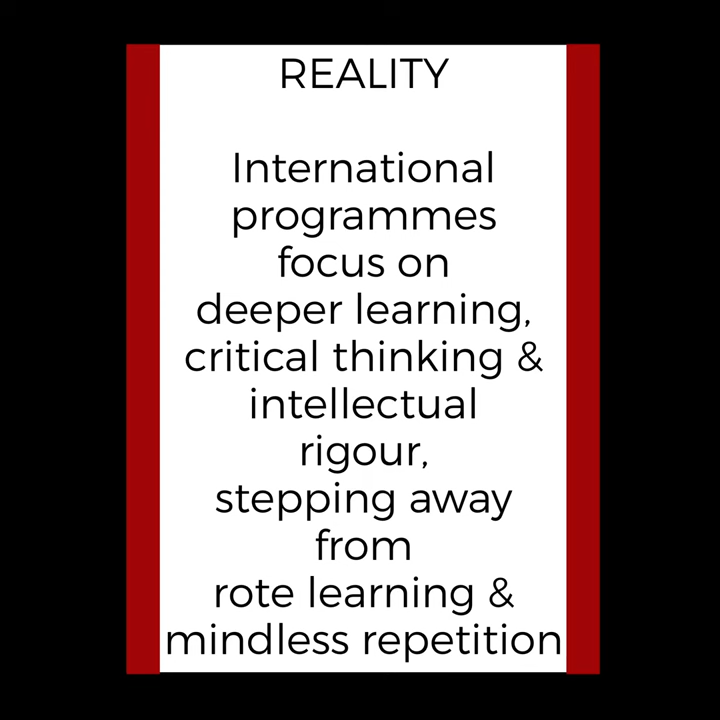 REALITY
International
programmes
focus on
deeper learning,
critical thinking &
intellectual
rigour,
stepping away
from
rote learning &
mindless repetition